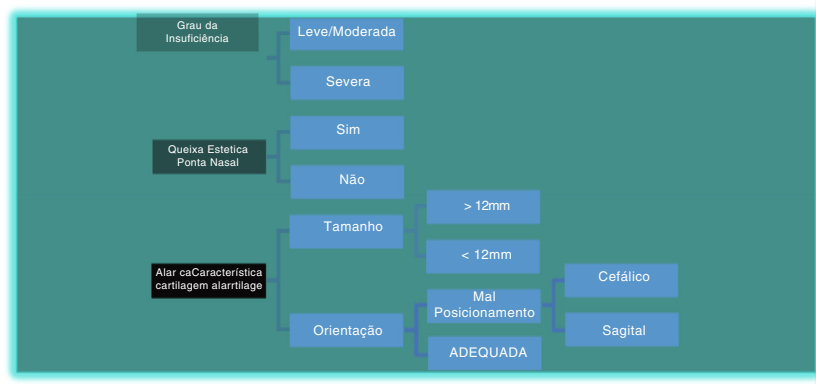 Grau da
Insuficiência
Leve/Moderada
Severa
Queixa Estetica
Ponta Nasal
Sim
Não
Alar caCaracterística
cartilagem alarrtilage
Tamanho
> 12mm
< 12mm
Orientação
Mal
Posicionamento
Cefálico
Sagital
ADEQUADA